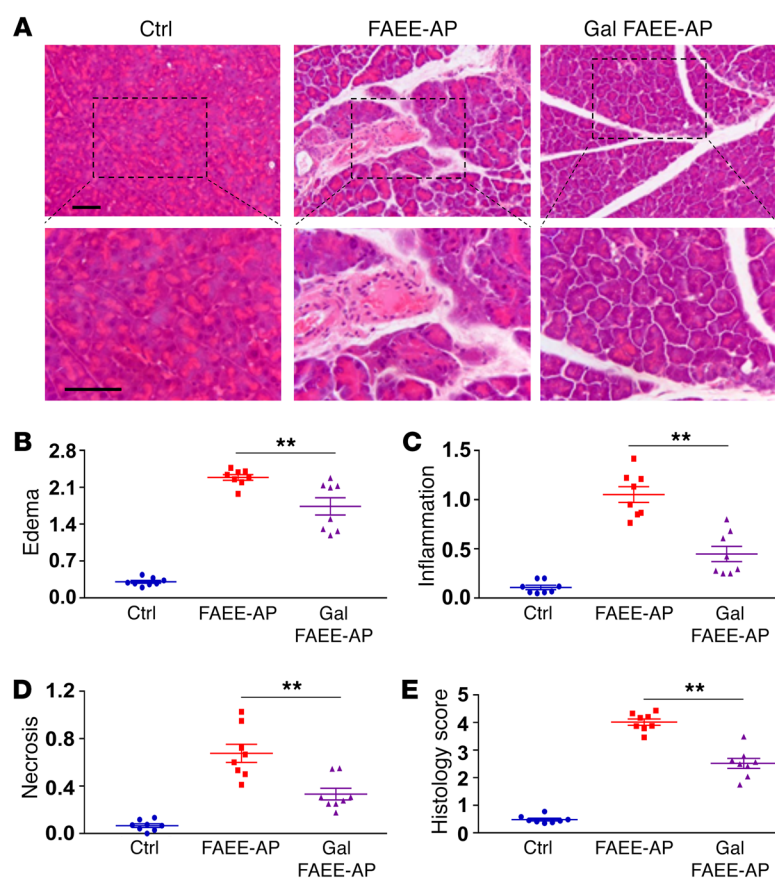 A
Ctrl
FAEE-AP
Gal FAEE-AP
B
Edema
2.8
2.1
1.4
0.7
0.0
**
Ctrl
FAEE-AP
Gal
FAEE-AP
C
Inflammation
1.5
1.0
0.5
0.0
**
Ctrl
FAEE-AP
Gal
FAEE-AP
D
Necrosis
1.2
0.8
0.4
0.0
**
Ctrl
FAEE-AP
Gal
FAEE-AP
E
Histology score
5
4
3
2
1
0
**
Ctrl
FAEE-AP
Gal
FAEE-AP